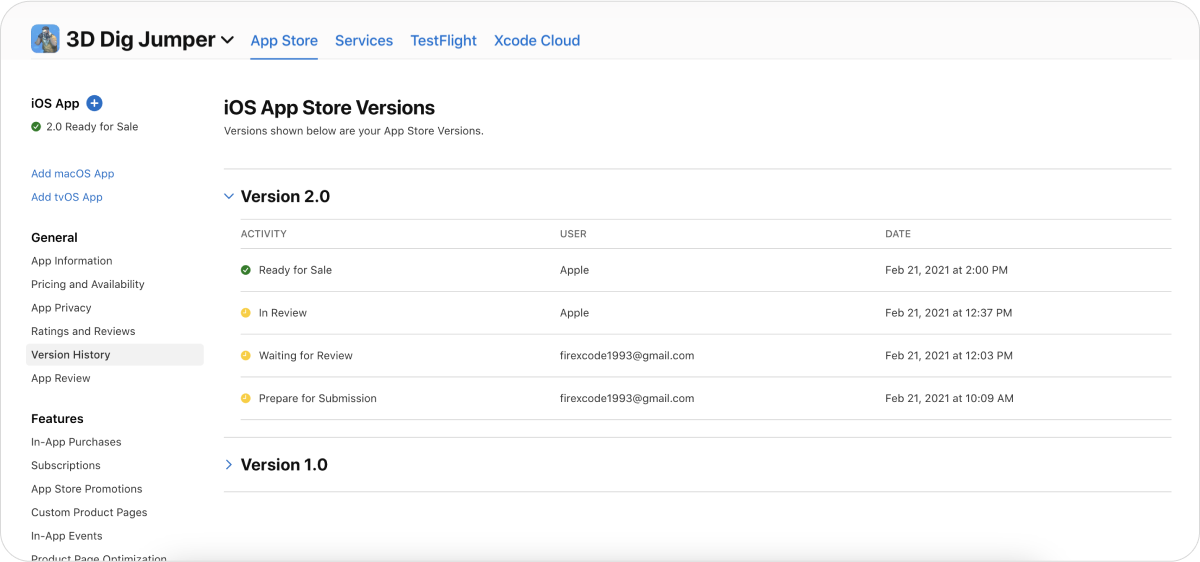 3D Dig Jumper App Store Services TestFlight Xcode Cloud
iOS App
2.0 Ready for Sale
Add macOS App
Add tvOS App
General
App Information
Pricing and Availability
App Privacy
Ratings and Reviews
Version History
App Review
Features
In-App Purchases
Subscriptions
App Store Promotions
Custom Product Pages
In-App Events
Product Page Optimization
iOS App Store Versions
Versions shown below are your App Store Versions.
Version 2.0
ACTIVITY USER DATE
Ready for Sale Apple Feb 21, 2021 at 2:00 PM
In Review Apple Feb 21, 2021 at 12:37 PM
Waiting for Review firexcode1993@gmail.com Feb 21, 2021 at 12:03 PM
Prepare for Submission firexcode1993@gmail.com Feb 21, 2021 at 10:09 AM
Version 1.0